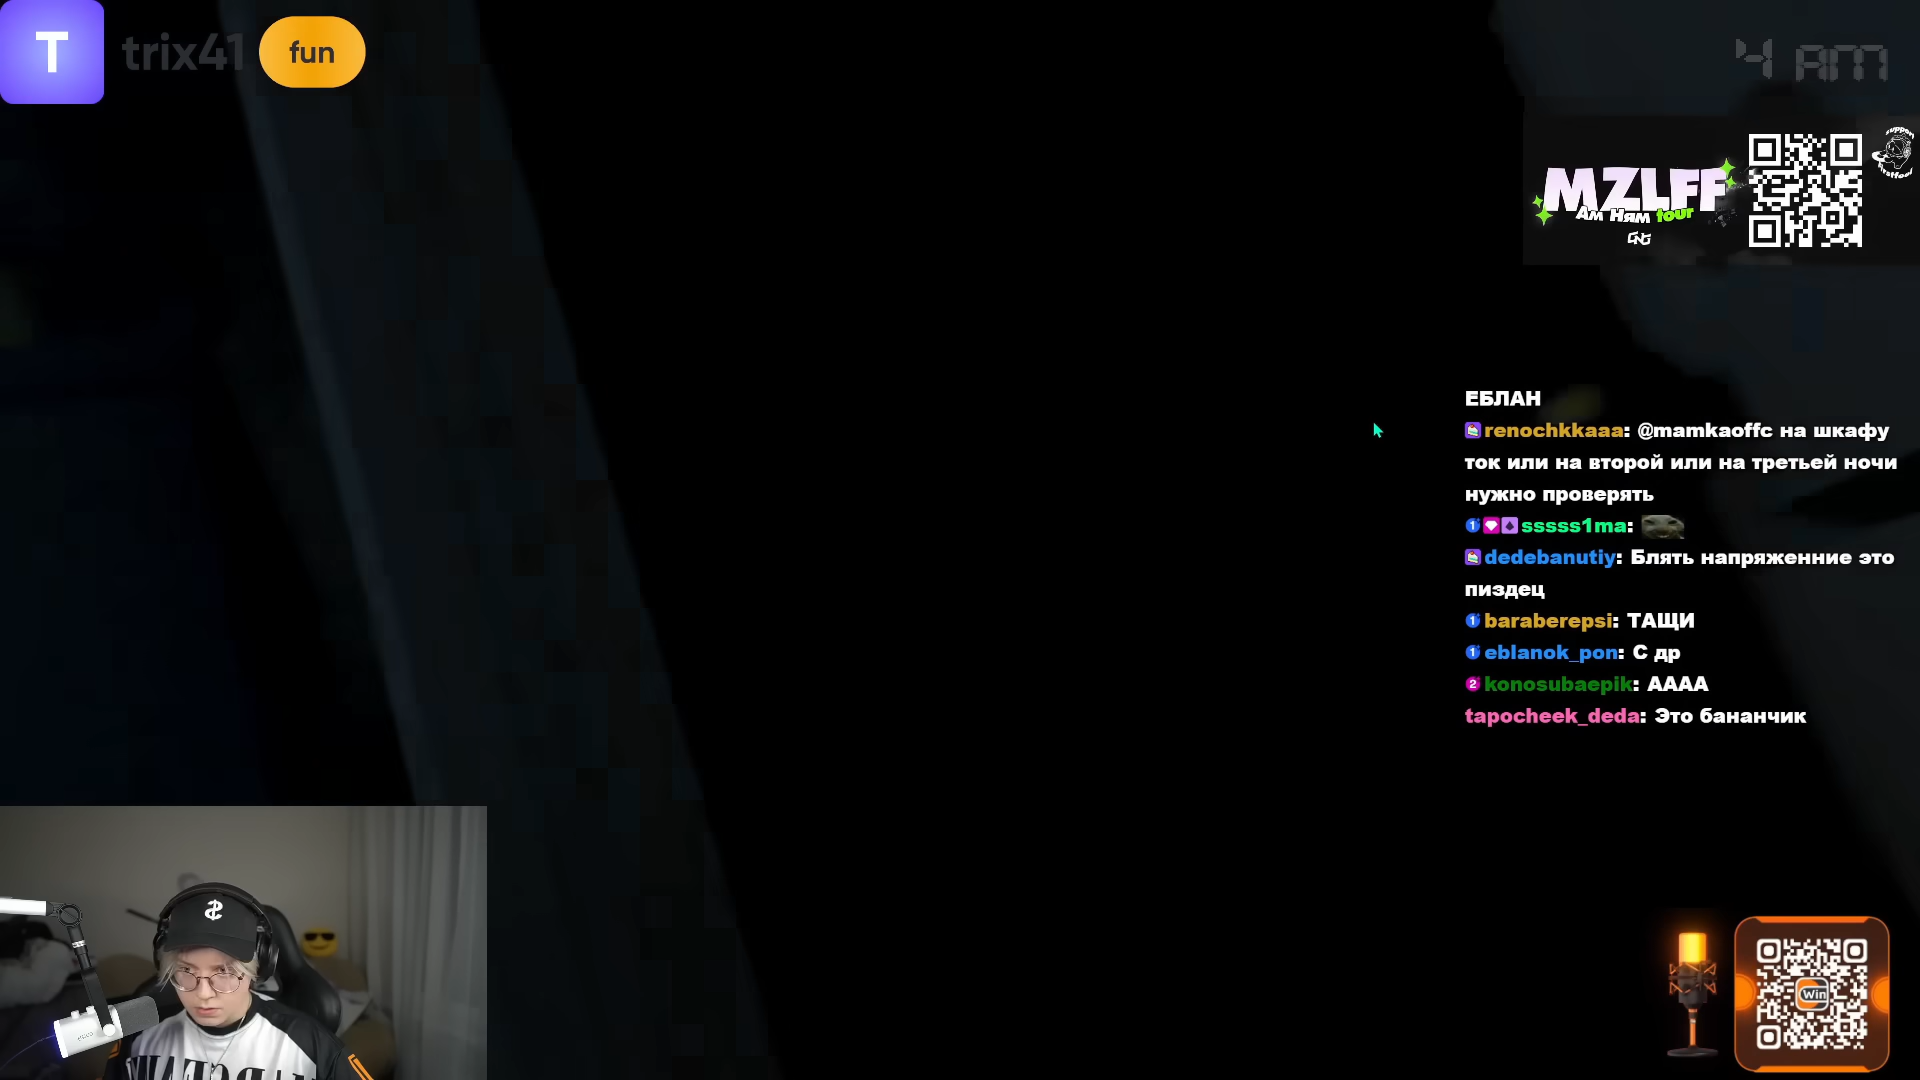 T
trix41
fun
4 AM
MZLFF
Ам Ням tour
ЕБЛАН
renochkkaaa: @mamkaoffc на шкафу
ток или на второй или на третьей ночи
нужно проверять
sssss1ma:
dedebanutiy: Блять напряженние это
пиздец
baraberepsi: ТАЩИ
eblanok_pon: С др
konosubaepik: АААА
tapocheek_deda: Это бананчик
Win